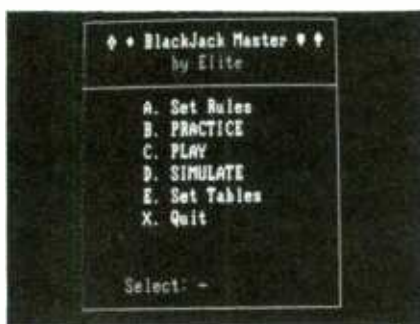 ♦ ♦ BlackJack Master ♥ ♠
by Elite
A. Set Rules
B. PRACTICE
C. PLAY
D. SIMULATE
E. Set Tables
X. Quit
Select: -